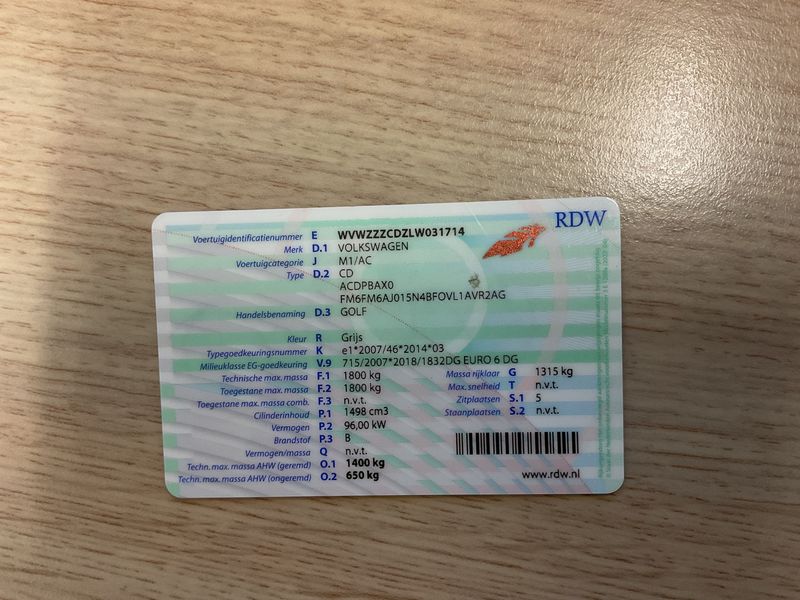 RDW
Voertuigidentificatienummer E WVWZZZCDZLW031714
Merk D.1 VOLKSWAGEN
Voertuigcategorie J M1/AC
Type D.2 CD
ACDPBAX0
FM6FM6AJ015N4BFOVL1AVR2AG
Handelsbenaming D.3 GOLF
Kleur R Grijs
Typegoedkeuringsnummer K e1*2007/46*2014*03
Milieuklasse EG-goedkeuring V.9 715/2007*2018/1832DG EURO 6 DG
Technische max. massa F.1 1800 kg
Toegestane max. massa F.2 1800 kg
Toegestane max. massa comb. F.3 n.v.t.
Cilinderinhoud P.1 1498 cm3
Vermogen P.2 96,00 kW
Brandstof P.3 B
Vermogen/massa Q n.v.t.
Techn. max. massa AHW (geremd) O.1 1400 kg
Techn. max. massa AHW (ongeremd) O.2 650 kg
Massa rijklaar G 1315 kg
Max. snelheid T n.v.t.
Zitplaatsen S.1 5
Staanplaatsen S.2 n.v.t.
www.rdw.nl